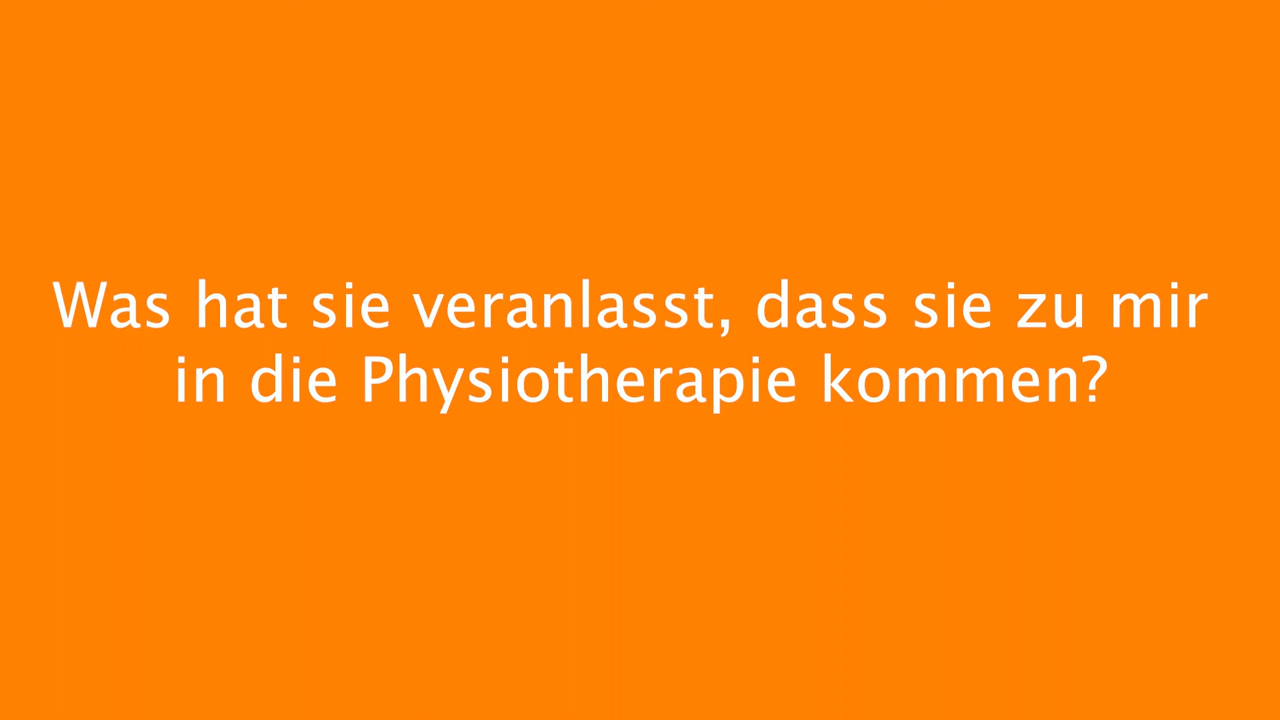 Was hat sie veranlasst, dass sie zu mir
in die Physiotherapie kommen?